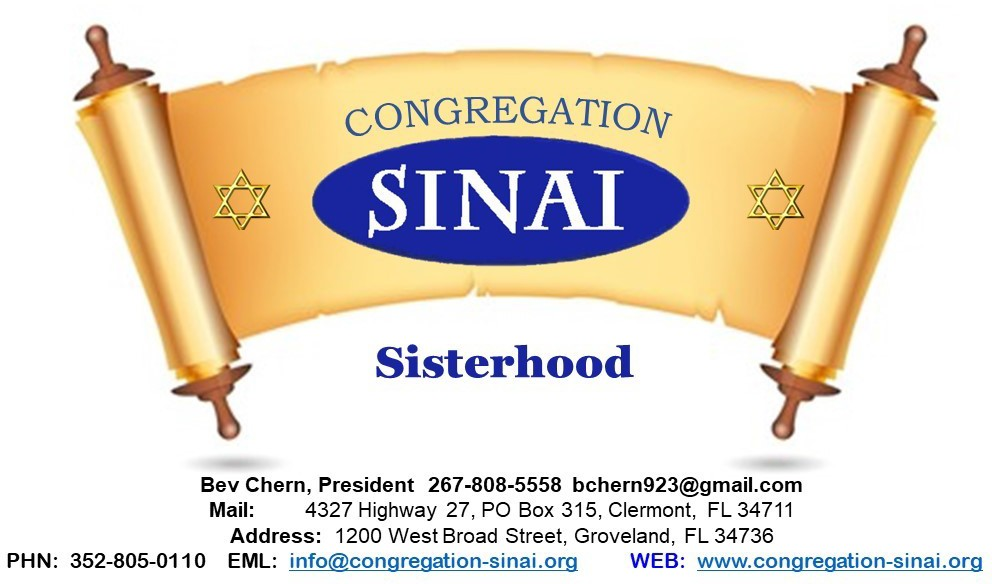 CONGREGATION
SINAI
Sisterhood
Bev Chern, President 267-808-5558 bchern923@gmail.com
Mail: 4327 Highway 27, PO Box 315, Clermont, FL 34711
Address: 1200 West Broad Street, Groveland, FL 34736
PHN: 352-805-0110 EML: info@congregation-sinai.org WEB: www.congregation-sinai.org